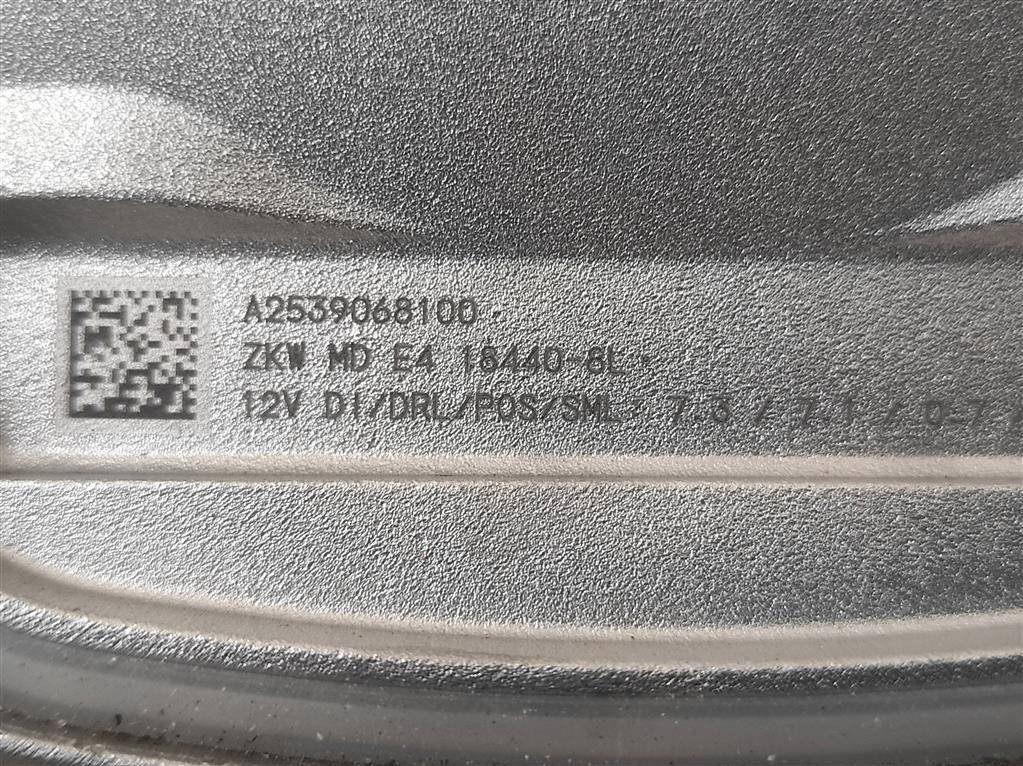 A2539068100
ZKW MD E4 18440-8L
12V DI/DRL/POS/SML 7.3/7.1/0.7